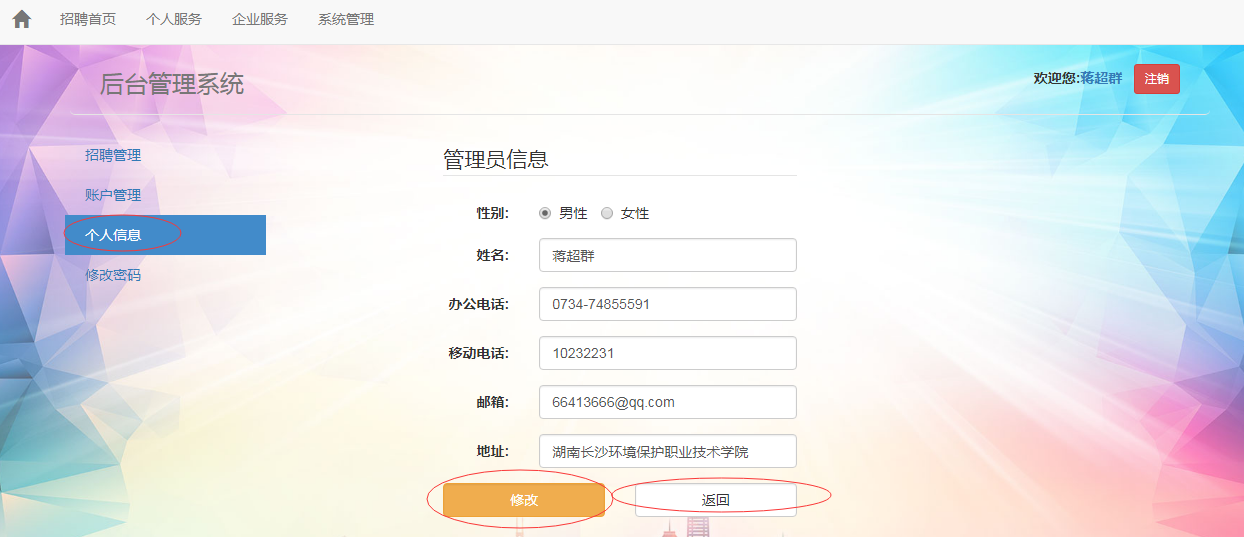 招聘首页 个人服务 企业服务 系统管理
后台管理系统 欢迎您:蒋超群 注销
招聘管理
账户管理
个人信息
修改密码
管理员信息
性别: 男性 女性
姓名: 蒋超群
办公电话: 0734-74855591
移动电话: 10232231
邮箱: 66413666@qq.com
地址: 湖南长沙环境保护职业技术学院
修改 返回